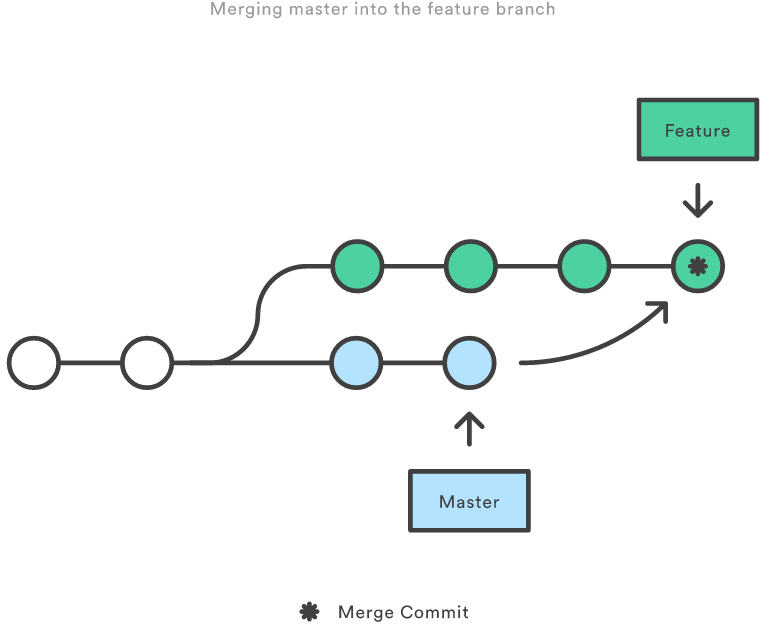 Merging master into the feature branch
Feature
Master
Merge Commit